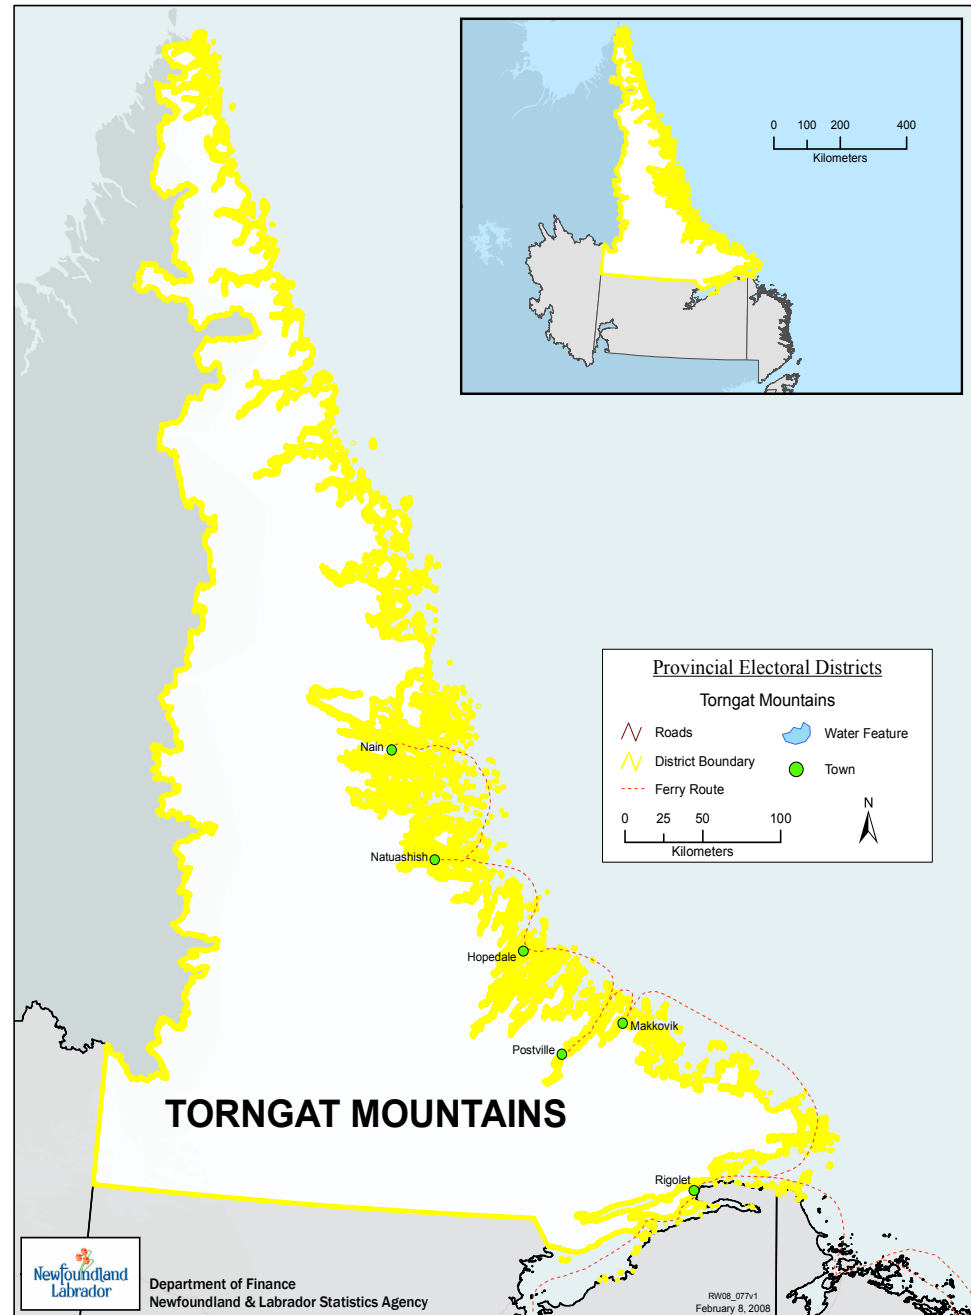 0 100 200 400
Kilometers
Provincial Electoral Districts
Torngat Mountains
Roads
Water Feature
District Boundary
Town
Ferry Route
N
0 25 50 100
Kilometers
Nain
Natuashish
Hopedale
Makkovik
Postville
TORNGAT MOUNTAINS
Rigolet
Newfoundland
Labrador
Department of Finance
Newfoundland & Labrador Statistics Agency
RW08_077v1
February 8, 2008